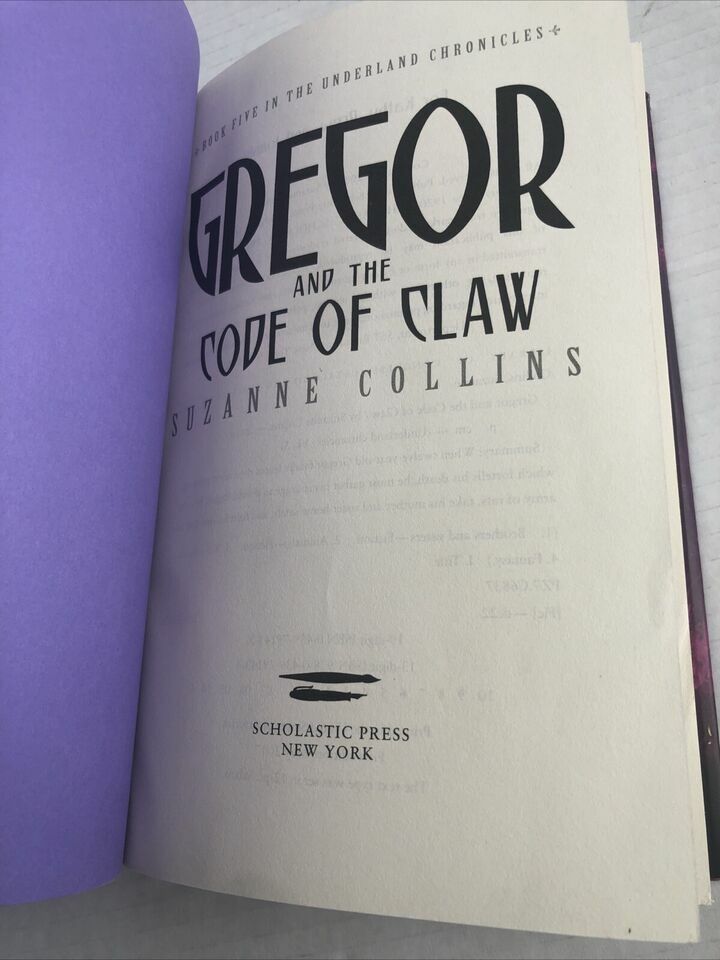 BOOK FIVE IN THE UNDERLAND CHRONICLES
GREGOR
AND THE
CODE OF CLAW
SUZANNE COLLINS
SCHOLASTIC PRESS
NEW YORK